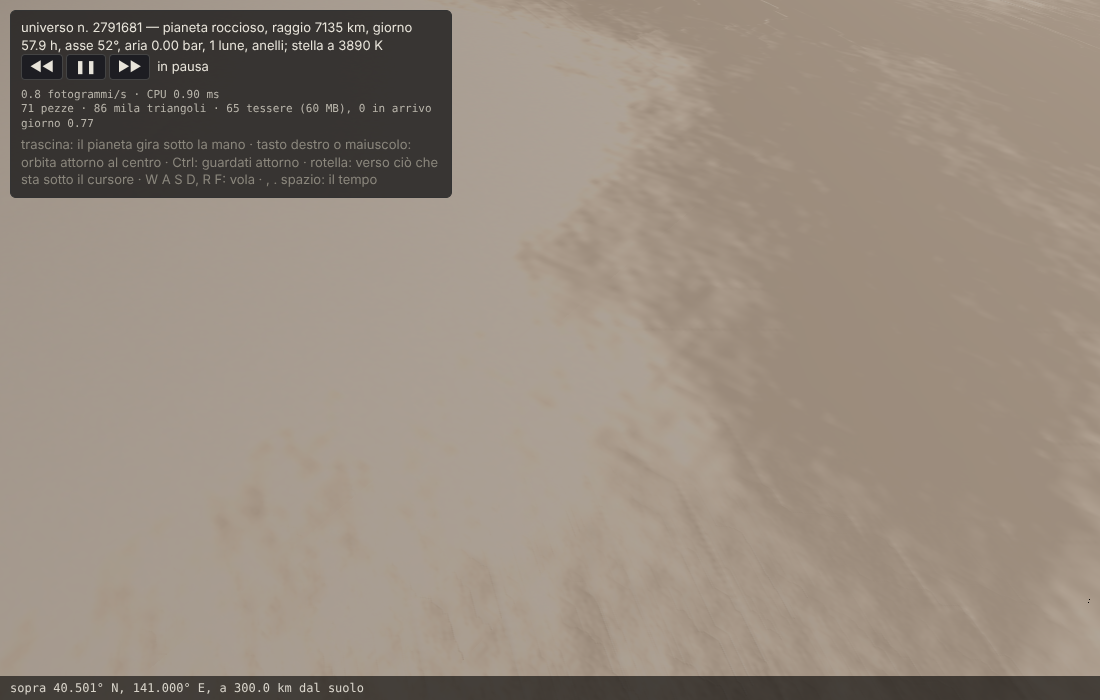 universo n. 2791681 — pianeta roccioso, raggio 7135 km, giorno
57.9 h, asse 52°, aria 0.00 bar, 1 lune, anelli; stella a 3890 K
in pausa
0.8 fotogrammi/s · CPU 0.90 ms
71 pezze · 86 mila triangoli · 65 tessere (60 MB), 0 in arrivo
giorno 0.77
trascina: il pianeta gira sotto la mano · tasto destro o maiuscolo:
orbita attorno al centro · Ctrl: guardati attorno · rotella: verso ciò che
sta sotto il cursore · W A S D, R F: vola · , . spazio: il tempo
sopra 40.501° N, 141.000° E, a 300.0 km dal suolo